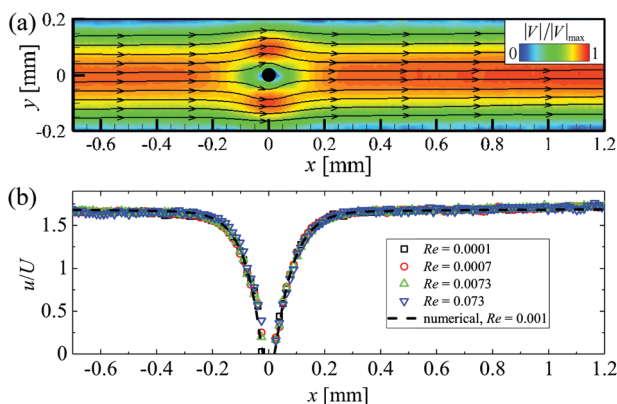 (a)
|V|/|V|max
0 1
0.2
0
-0.2
y [mm]
-0.6 -0.4 -0.2 0 0.2 0.4 0.6 0.8 1 1.2
x [mm]
(b)
1.5
1
0.5
0
u/U
Re = 0.0001
Re = 0.0007
Re = 0.0073
Re = 0.073
numerical, Re = 0.001
-0.6 -0.4 -0.2 0 0.2 0.4 0.6 0.8 1 1.2
x [mm]